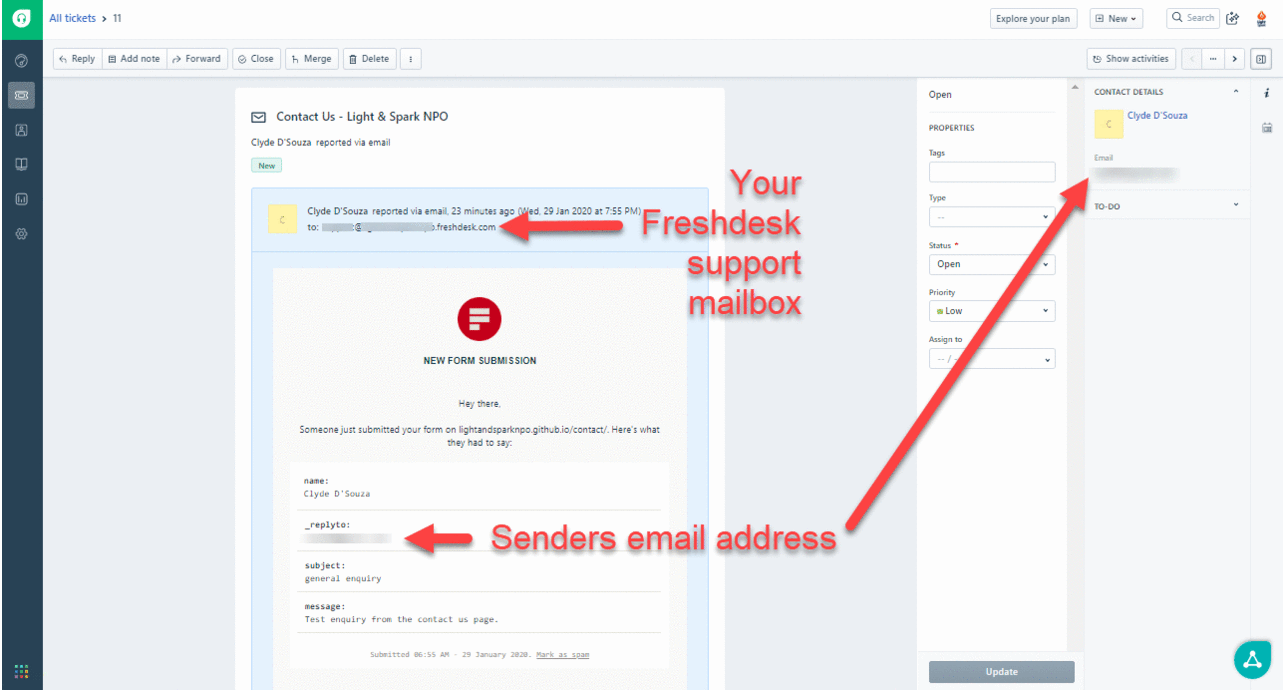 All tickets > 11
Explore your plan
New
Search
Reply
Add note
Forward
Close
Merge
Delete
Show activities
Contact Us - Light & Spark NPO
Clyde D'Souza reported via email
New
C
Clyde D'Souza reported via email, 23 minutes ago (Wed, 29 Jan 2020 at 7:55 PM)
to: @ .freshdesk.com
Your
Freshdesk
support
mailbox
NEW FORM SUBMISSION
Hey there,
Someone just submitted your form on lightandsparknpo.github.io/contact/. Here's what
they had to say:
name:
Clyde D'Souza
_replyto:
Senders email address
subject:
general enquiry
message:
Test enquiry from the contact us page.
Submitted 06:55 AM - 29 January 2020. Mark as spam
Open
PROPERTIES
Tags
Type
--
Status *
Open
Priority
Low
Assign to
-- / --
Update
CONTACT DETAILS
C
Clyde D'Souza
Email
TO-DO